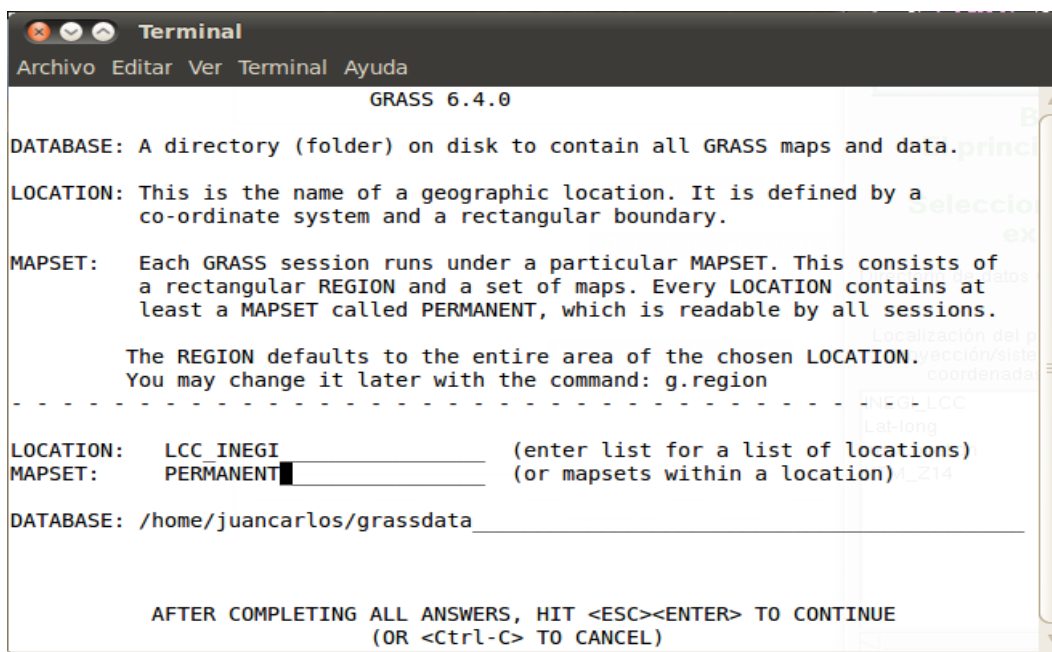 Terminal
Archivo Editar Ver Terminal Ayuda
GRASS 6.4.0
DATABASE: A directory (folder) on disk to contain all GRASS maps and data.
LOCATION: This is the name of a geographic location. It is defined by a
co-ordinate system and a rectangular boundary.
MAPSET: Each GRASS session runs under a particular MAPSET. This consists of
a rectangular REGION and a set of maps. Every LOCATION contains at
least a MAPSET called PERMANENT, which is readable by all sessions.
The REGION defaults to the entire area of the chosen LOCATION.
You may change it later with the command: g.region
- - - - - - - - - - - - - - - - - - - - - - - - - - - - - - - - - - - -
LOCATION: LCC_INEGI________________ (enter list for a list of locations)
MAPSET: PERMANENT________________ (or mapsets within a location)
DATABASE: /home/juancarlos/grassdata___________________________________________
AFTER COMPLETING ALL ANSWERS, HIT <ESC><ENTER> TO CONTINUE
(OR <Ctrl-C> TO CANCEL)
INEGI_LCC
Lat-long